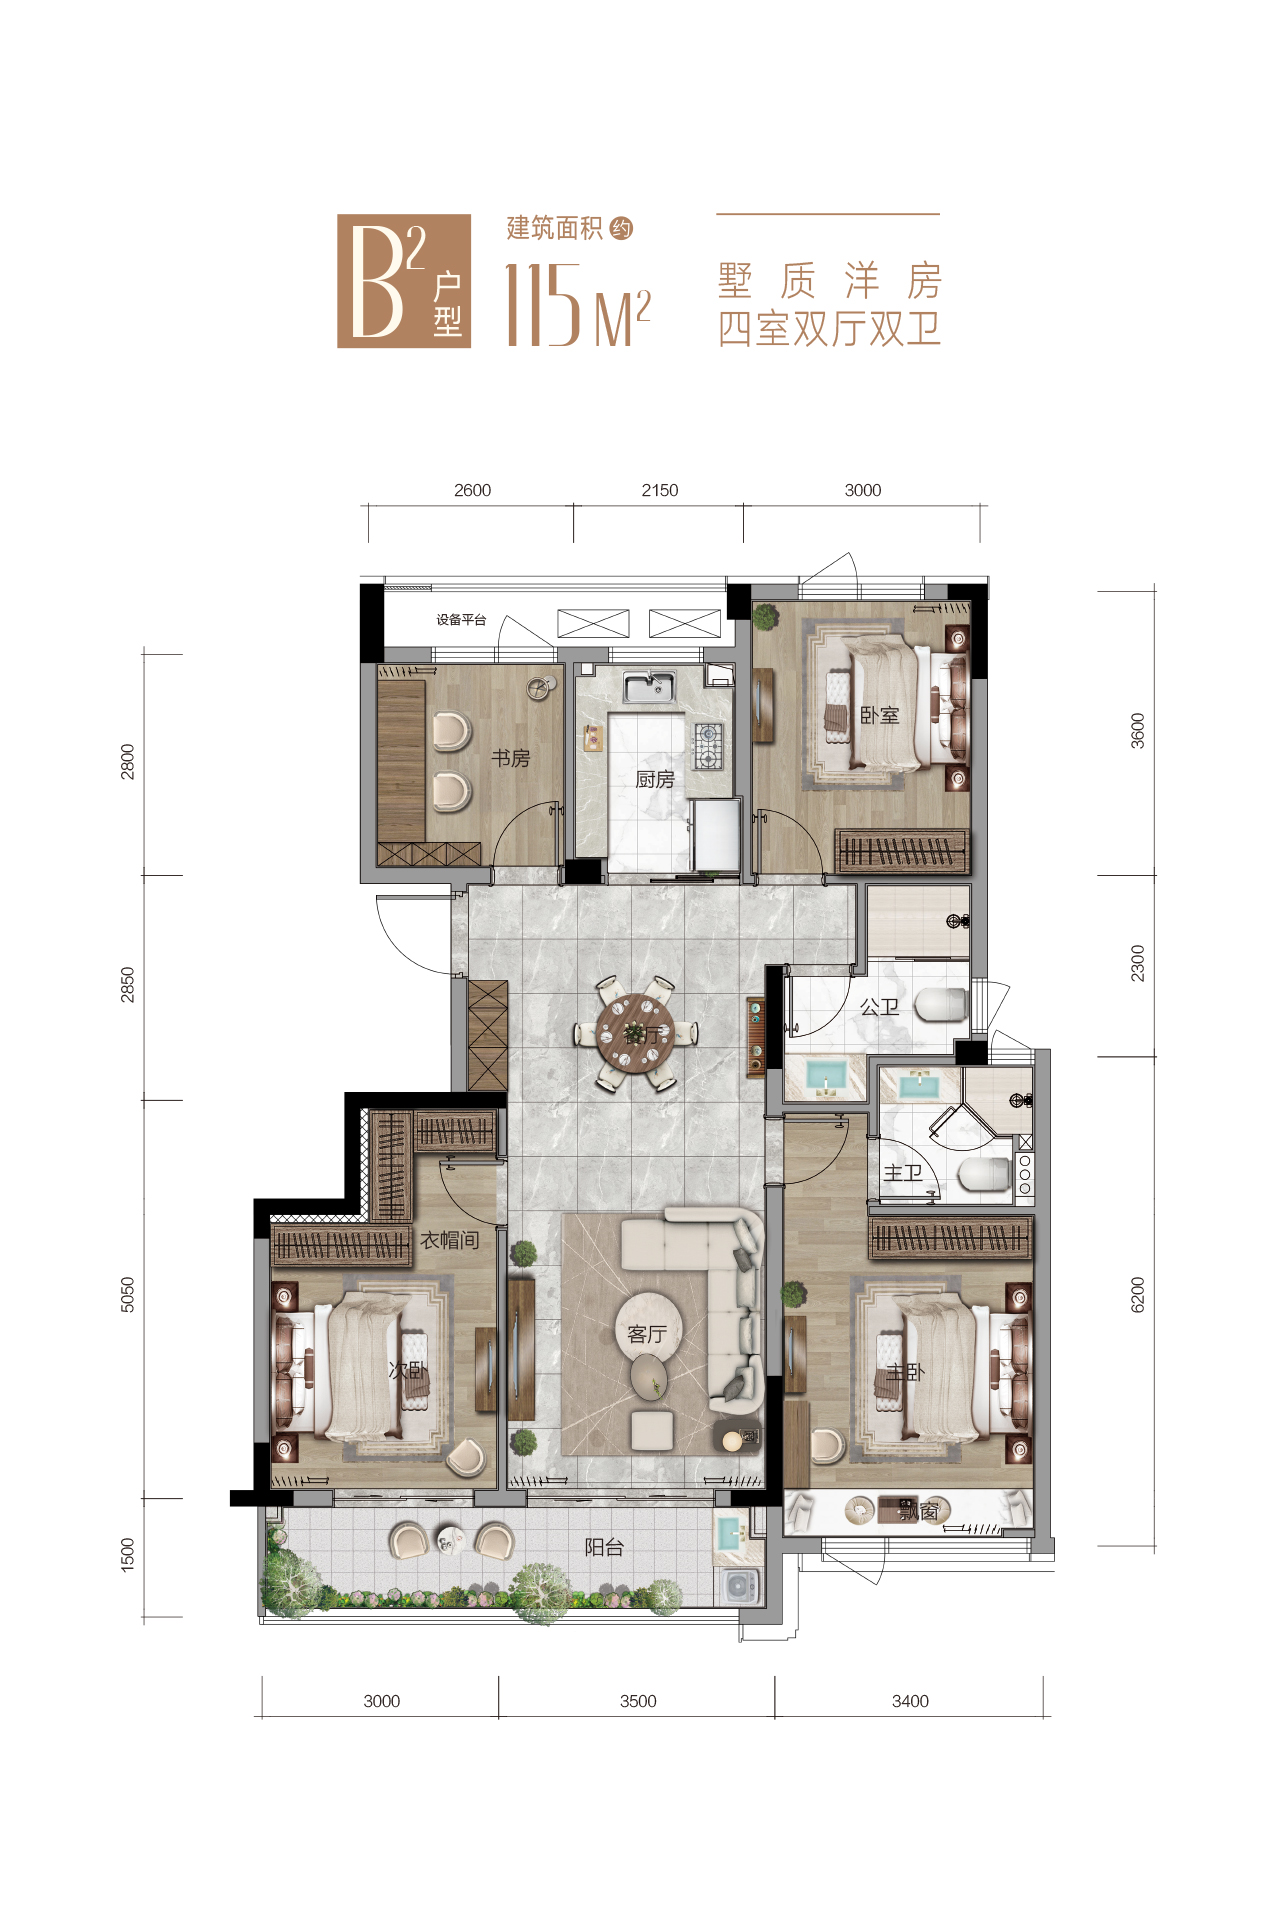 B²户型
建筑面积约
115M²
墅质洋房
四室双厅双卫
2600
2150
3000
设备平台
书房
厨房
卧室
2800
3600
2850
2300
餐厅
公卫
主卫
衣帽间
客厅
次卧
主卧
5050
6200
飘窗
阳台
1500
3000
3500
3400